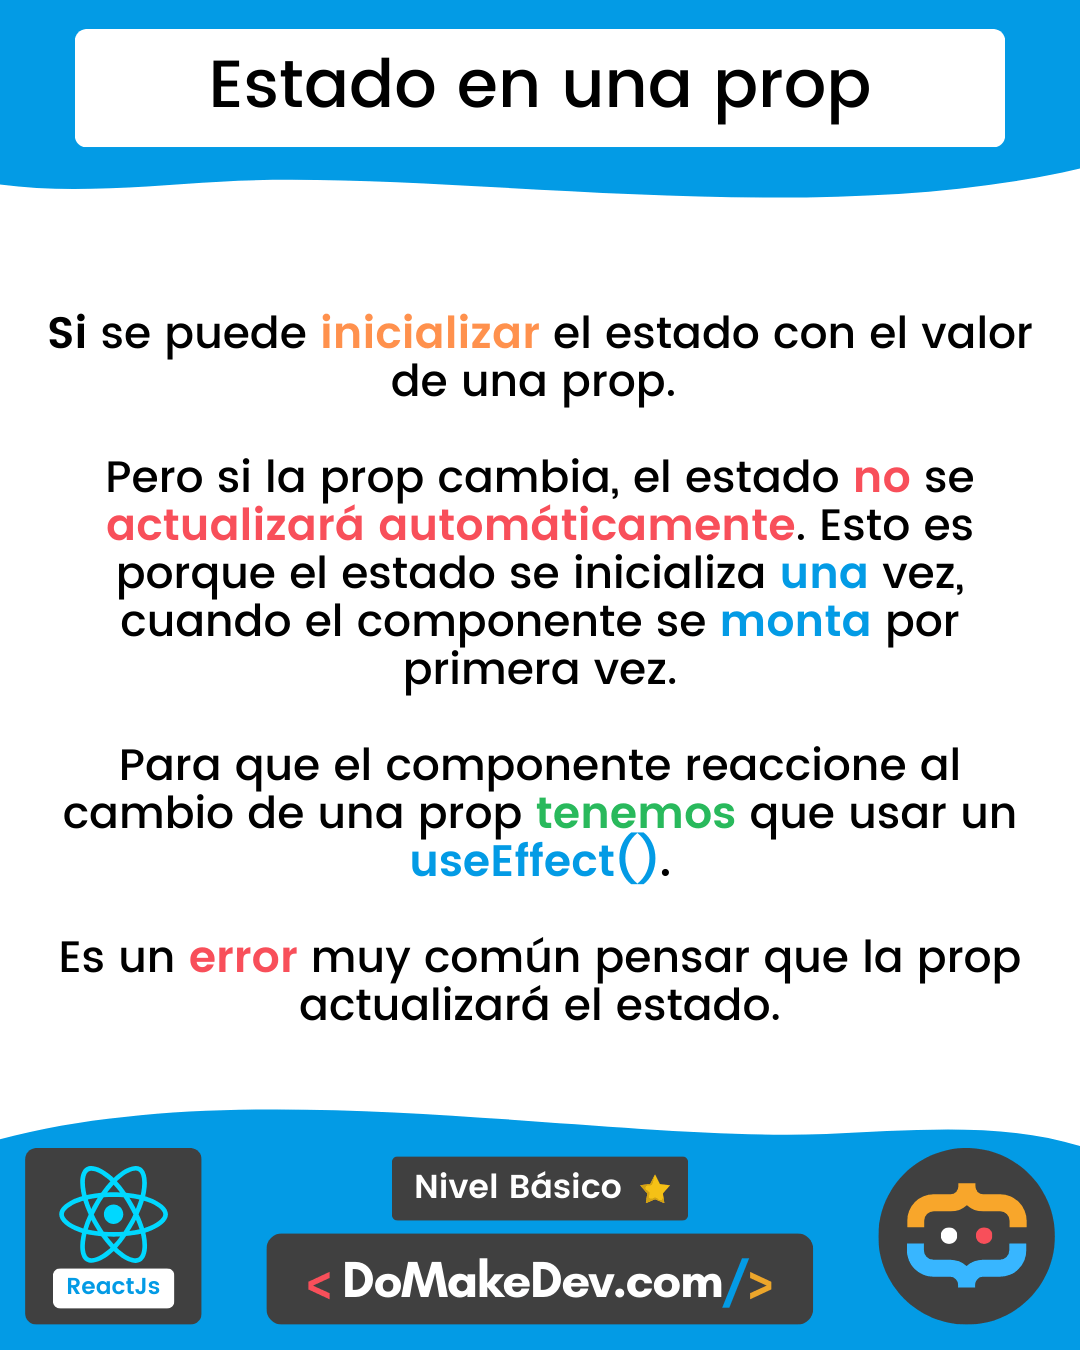 Estado en una prop
Si se puede inicializar el estado con el valor
de una prop.
Pero si la prop cambia, el estado no se
actualizará automáticamente. Esto es
porque el estado se inicializa una vez,
cuando el componente se monta por
primera vez.
Para que el componente reaccione al
cambio de una prop tenemos que usar un
useEffect().
Es un error muy común pensar que la prop
actualizará el estado.
Nivel Básico
ReactJs
< DoMakeDev.com/>